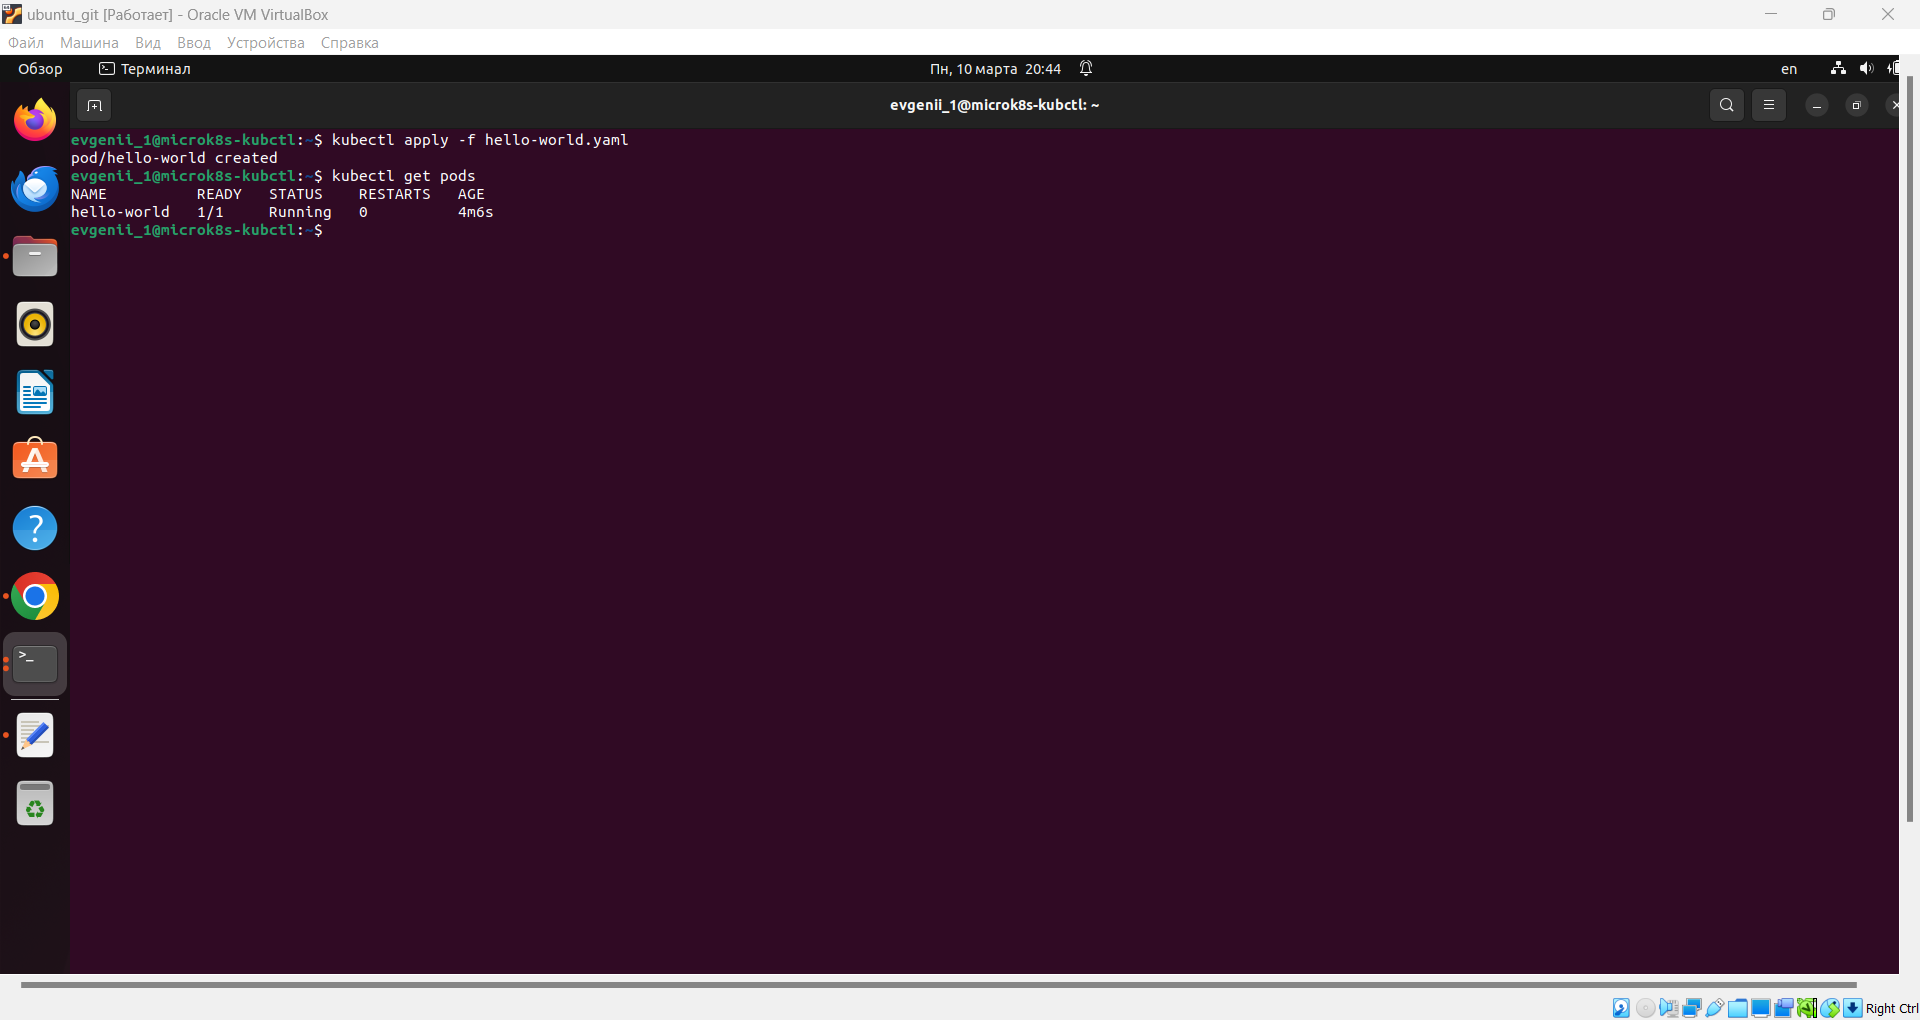 ubuntu_git [Работает] - Oracle VM VirtualBox
Файл Машина Вид Ввод Устройства Справка
Обзор Терминал Пн, 10 марта 20:44 en
evgenii_1@microk8s-kubctl: ~
evgenii_1@microk8s-kubctl:~$ kubectl apply -f hello-world.yaml
pod/hello-world created
evgenii_1@microk8s-kubctl:~$ kubectl get pods
NAME READY STATUS RESTARTS AGE
hello-world 1/1 Running 0 4m6s
evgenii_1@microk8s-kubctl:~$
Right Ctrl